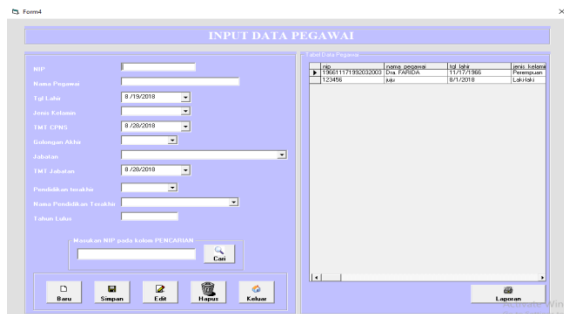 Form4
INPUT DATA PEGAWAI
NIP
Nama Pegawai
Tgl Lahir 8 /19/2018
Jenis Kelamin
TMT CPNS 8 /28/2018
Golongan Akhir
Jabatan
TMT Jabatan 8 /28/2018
Pendidikan terakhir
Nama Pendidikan Terakhir
Tahun Lulus
Masukan NIP pada kolom PENCARIAN
Cari
Baru Simpan Edit Hapus Keluar
Tabel Data Pegawai
nip nama_pegawai tgl_lahir jenis_kelami
196611171992032003 Dra. FARIDA 11/17/1966 Perempuan
123456 juju 8/1/2018 Laki-laki
Laporan